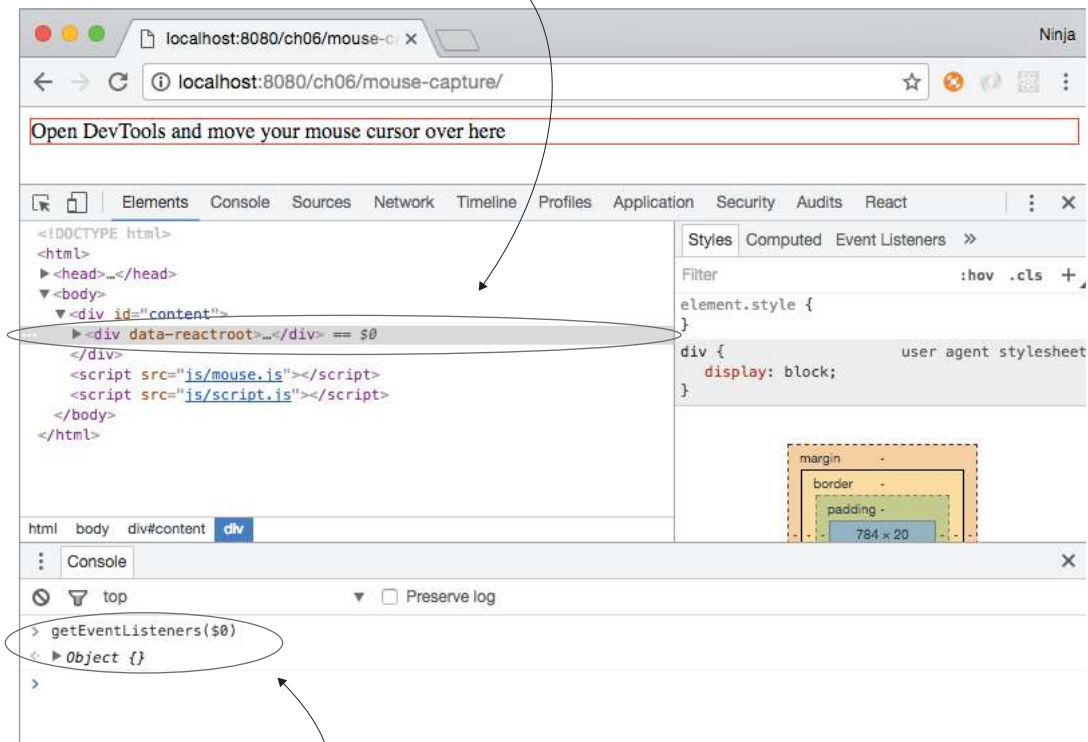 localhost:8080/ch06/mouse-c
Ninja
localhost:8080/ch06/mouse-capture/
Open DevTools and move your mouse cursor over here
Elements Console Sources Network Timeline Profiles Application Security Audits React
<!DOCTYPE html>
<html>
<head>…</head>
<body>
<div id="content">
<div data-reactroot>…</div> == $0
</div>
<script src="js/mouse.js"></script>
<script src="js/script.js"></script>
</body>
</html>
html body div#content div
Styles Computed Event Listeners »
Filter :hov .cls +
element.style {
}
div { user agent stylesheet
display: block;
}
margin -
border -
padding -
- - - 784 × 20 - - -
Console
top Preserve log
> getEventListeners($0)
Object {}
>